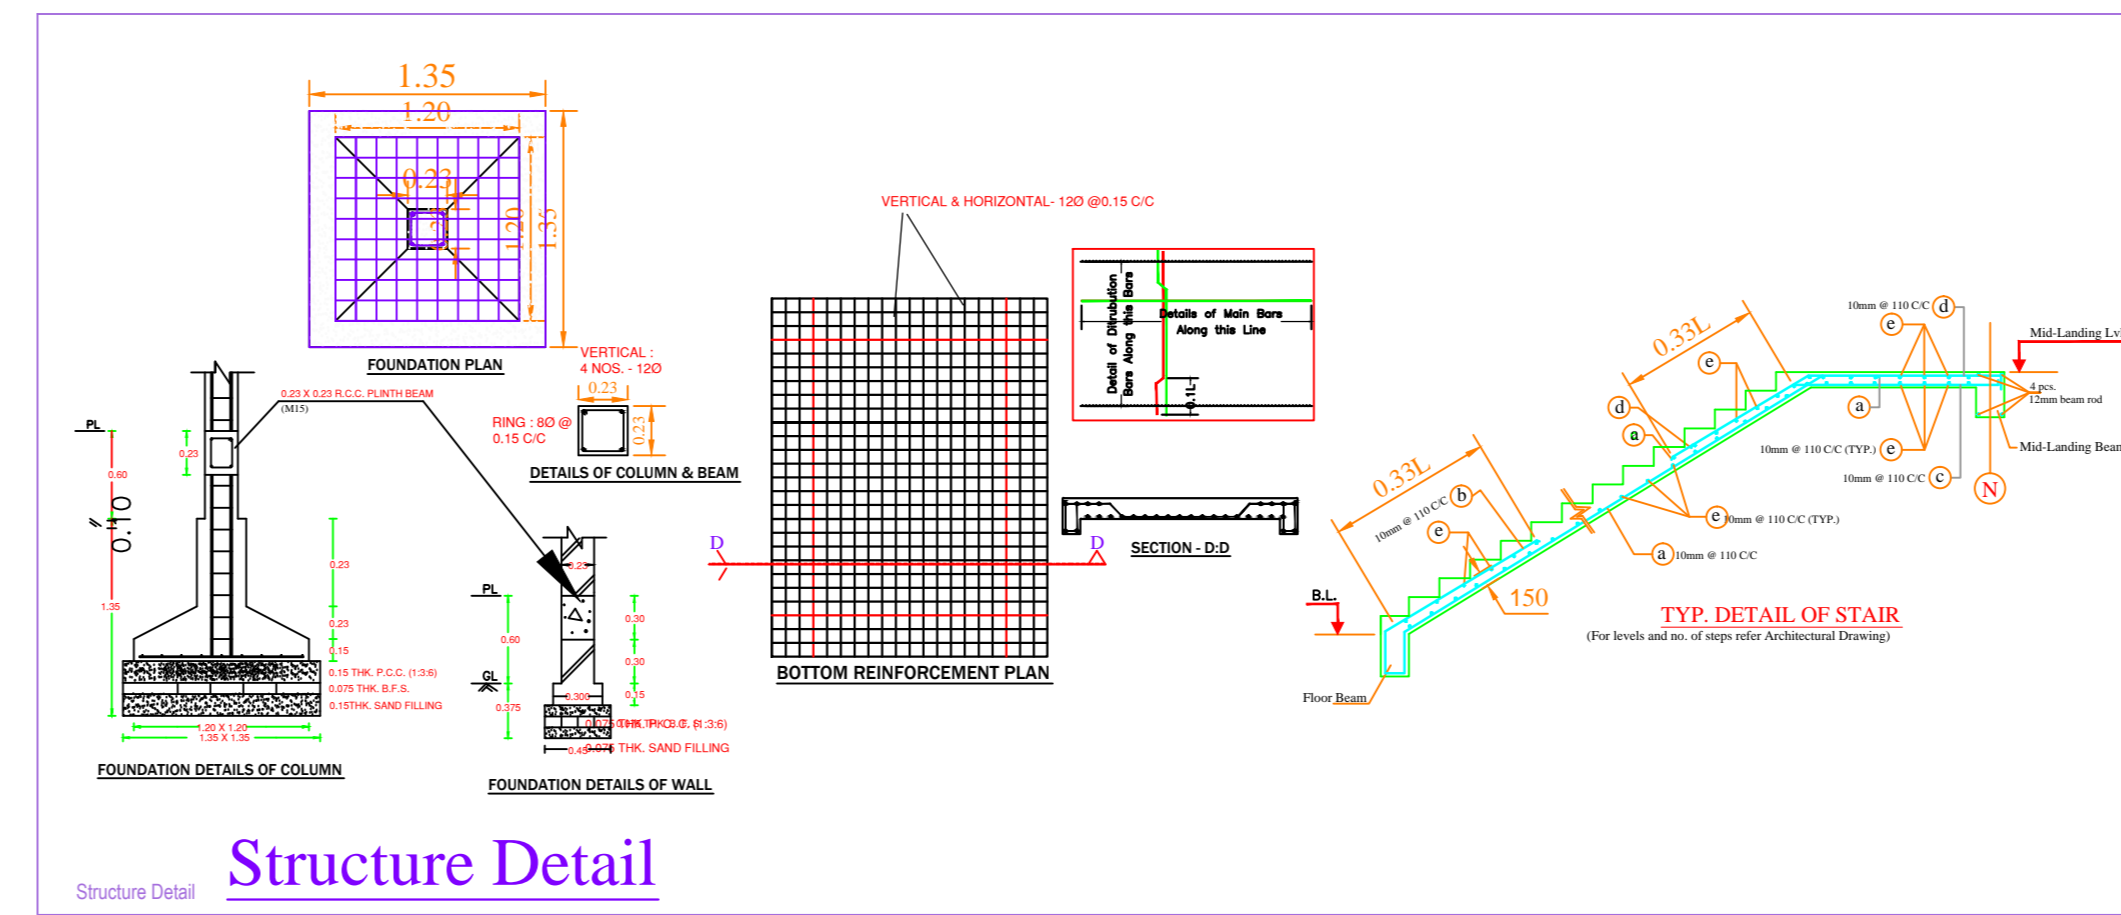 1.35
1.20
0.23
1.20
1.35
FOUNDATION PLAN
VERTICAL :
4 NOS. - 12Ø
0.23
RING : 8Ø @
0.15 C/C
0.23
DETAILS OF COLUMN & BEAM
0.23 X 0.23 R.C.C. PLINTH BEAM
(M15)
PL
0.23
0.60
0.10
1.35
0.23
0.23
0.15
0.15 THK. P.C.C. (1:3:6)
0.075 THK. B.F.S.
0.15THK. SAND FILLING
1.20 X 1.20
1.35 X 1.35
FOUNDATION DETAILS OF COLUMN
0.23
PL
0.60
GL
0.375
0.30
0.30
0.15
0.300
0.45
0.075 THK. SAND FILLING
FOUNDATION DETAILS OF WALL
VERTICAL & HORIZONTAL- 12Ø @0.15 C/C
D
D
BOTTOM REINFORCEMENT PLAN
Detail of Ditrubution
Bars Along this Bars
Details of Main Bars
Along this Line
0.1L
SECTION - D:D
0.33L
0.33L
10mm @ 110 C/C b
e
d
a
e
10mm @ 110 C/C d
e
Mid-Landing Lvl
4 pcs.
12mm beam rod
a
10mm @ 110 C/C (TYP.) e
Mid-Landing Beam
10mm @ 110 C/C c
N
e 10mm @ 110 C/C (TYP.)
a 10mm @ 110 C/C
150
B.L.
Floor Beam
TYP. DETAIL OF STAIR
(For levels and no. of steps refer Architectural Drawing)
Structure Detail
Structure Detail